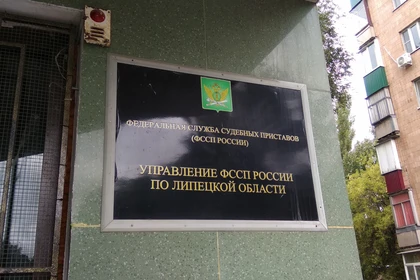 ФЕДЕРАЛЬНАЯ СЛУЖБА СУДЕБНЫХ ПРИСТАВОВ
(ФССП РОССИИ)
УПРАВЛЕНИЕ ФССП РОССИИ
ПО ЛИПЕЦКОЙ ОБЛАСТИ